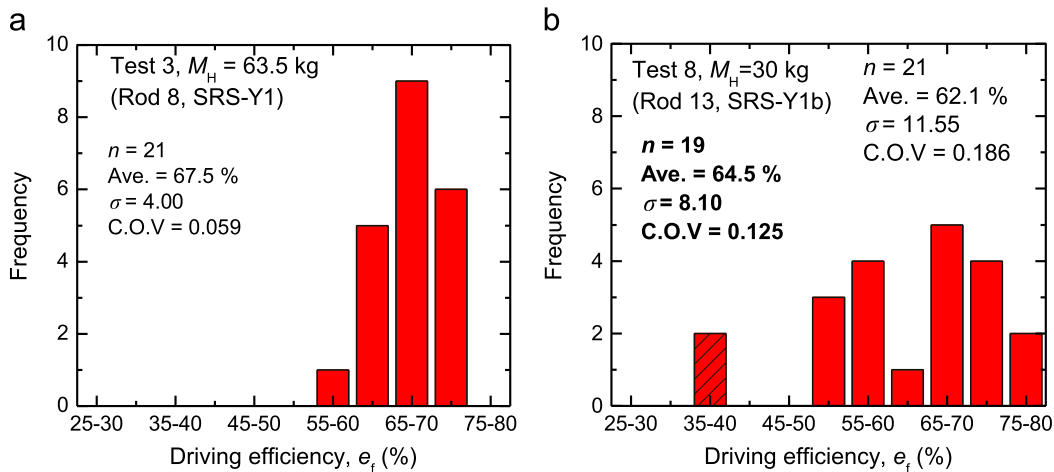 a
Test 3, M_H = 63.5 kg
(Rod 8, SRS-Y1)
n = 21
Ave. = 67.5 %
σ = 4.00
C.O.V = 0.059
Frequency
10
8
6
4
2
0
25-30 35-40 45-50 55-60 65-70 75-80
Driving efficiency, e_f (%)
b
Test 8, M_H=30 kg
(Rod 13, SRS-Y1b)
n = 19
Ave. = 64.5 %
σ = 8.10
C.O.V = 0.125
n = 21
Ave. = 62.1 %
σ = 11.55
C.O.V = 0.186
Frequency
10
8
6
4
2
0
25-30 35-40 45-50 55-60 65-70 75-80
Driving efficiency, e_f (%)